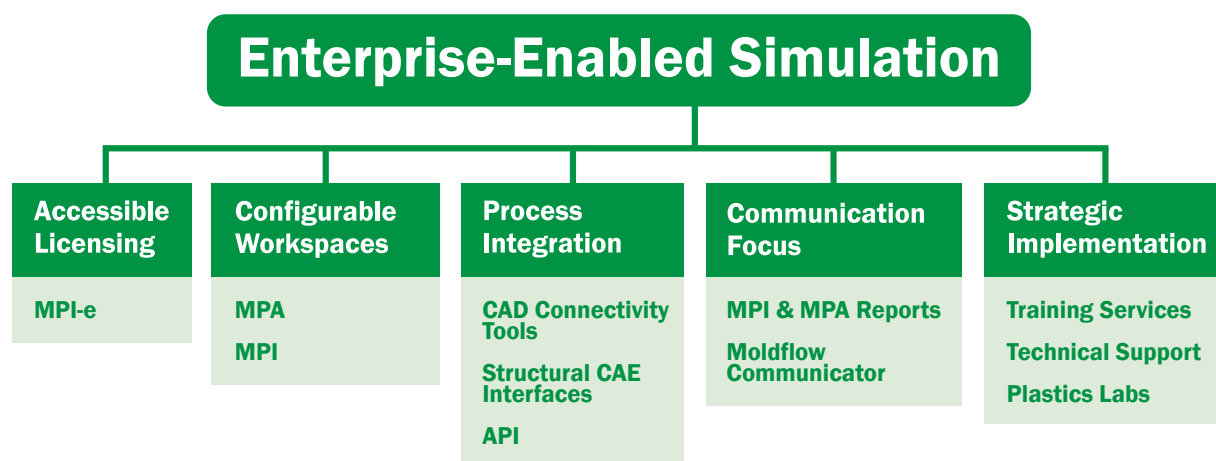 Enterprise-Enabled Simulation
Accessible
Licensing
MPI-e
Configurable
Workspaces
MPA
MPI
Process
Integration
CAD Connectivity
Tools
Structural CAE
Interfaces
API
Communication
Focus
MPI & MPA Reports
Moldflow
Communicator
Strategic
Implementation
Training Services
Technical Support
Plastics Labs